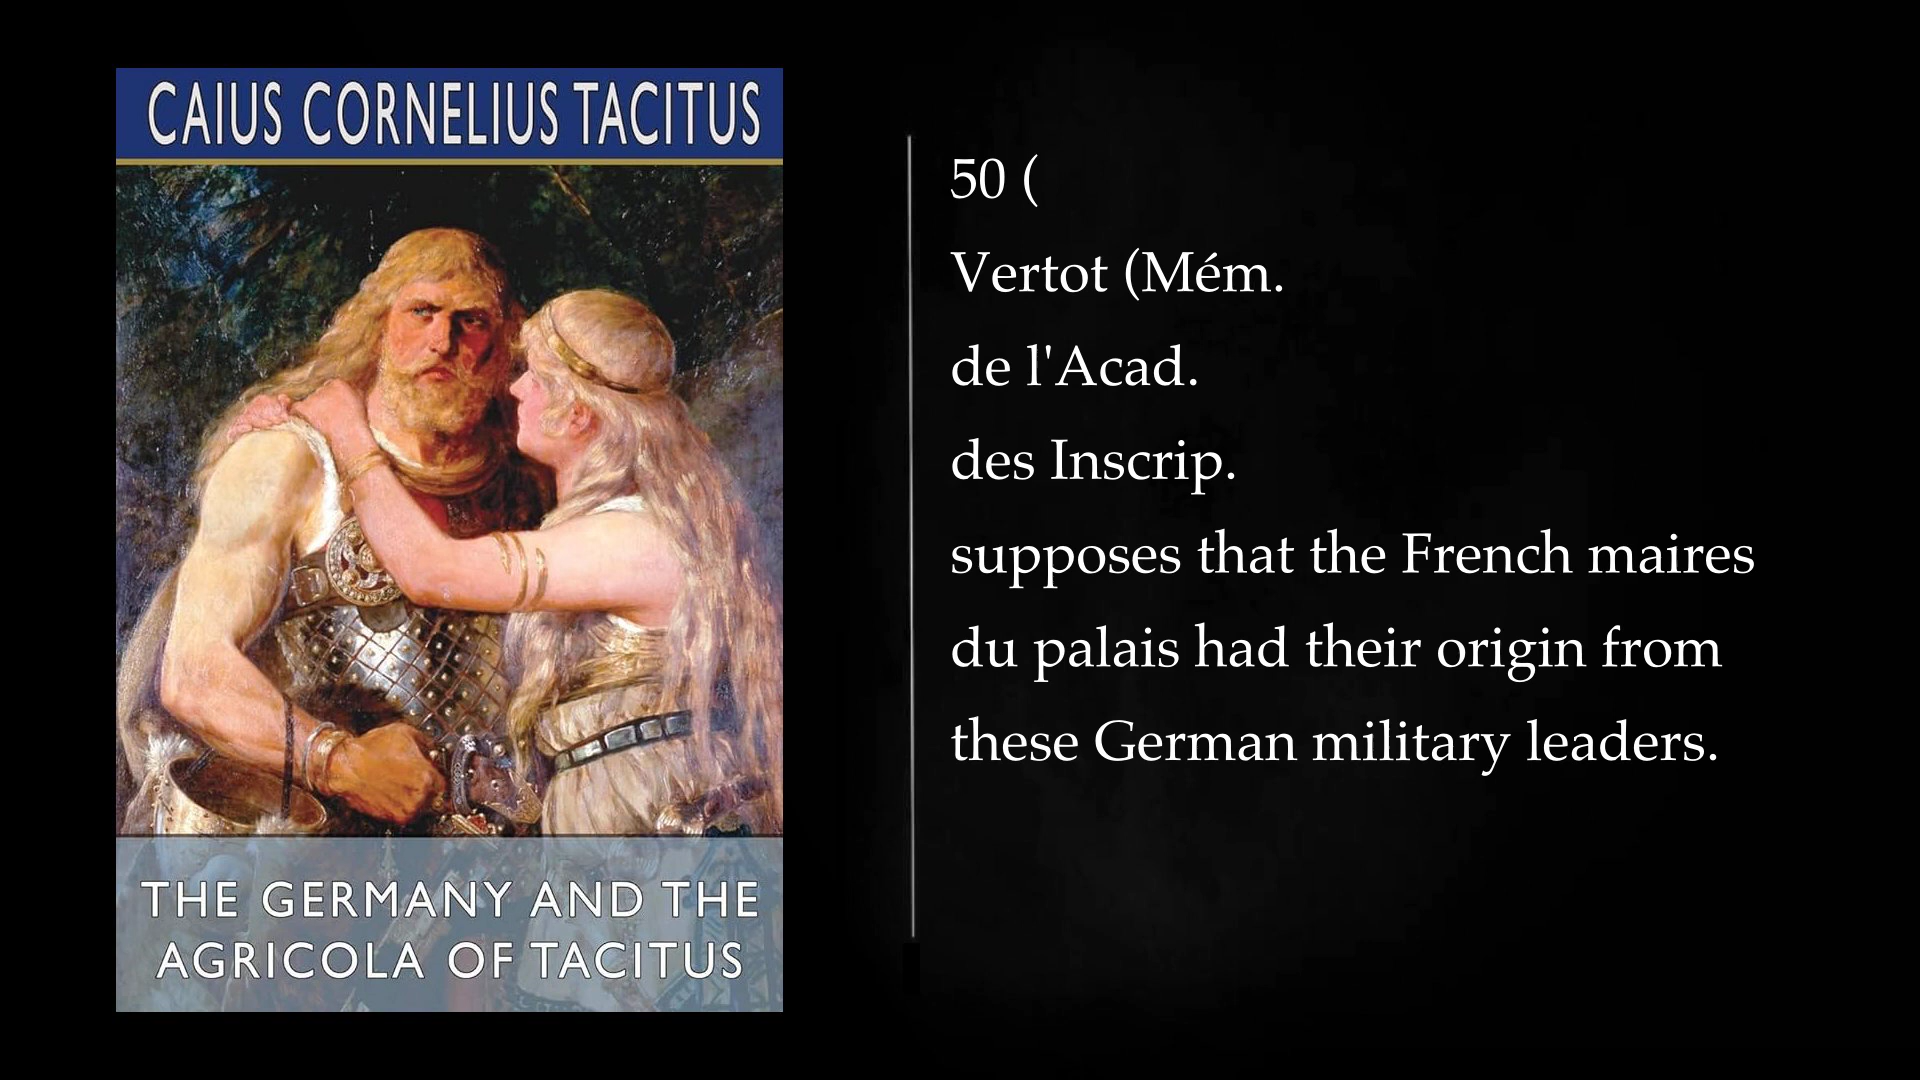 CAIUS CORNELIUS TACITUS
THE GERMANY AND THE
AGRICOLA OF TACITUS
50 (
Vertot (Mém.
de l'Acad.
des Inscrip.
supposes that the French maires
du palais had their origin from
these German military leaders.